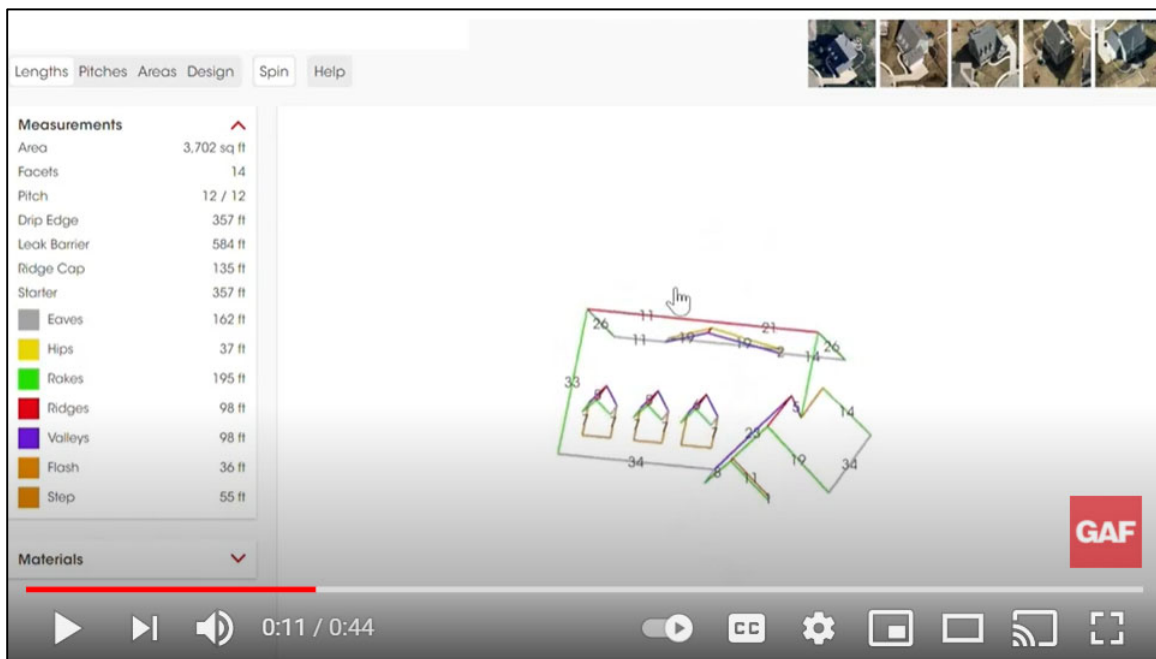 Lengths Pitches Areas Design Spin Help
Measurements
Area 3,702 sq ft
Facets 14
Pitch 12 / 12
Drip Edge 357 ft
Leak Barrier 584 ft
Ridge Cap 135 ft
Starter 357 ft
Eaves 162 ft
Hips 37 ft
Rakes 195 ft
Ridges 98 ft
Valleys 98 ft
Flash 36 ft
Step 55 ft
Materials
11
21
26
11
19
19
2
14
26
33
5
14
23
34
19
34
8
11
GAF
0:11 / 0:44
CC